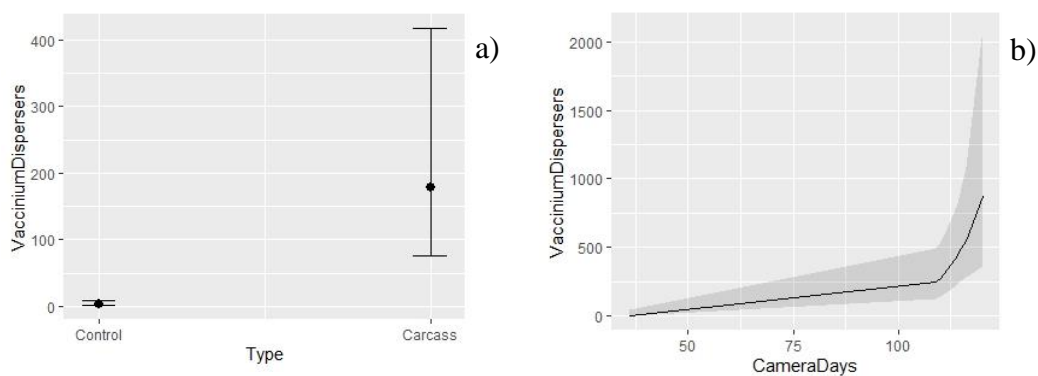 a)
VacciniumDispersers
400
300
200
100
0
Control
Carcass
Type
b)
VacciniumDispersers
2000
1500
1000
500
0
50
75
100
CameraDays